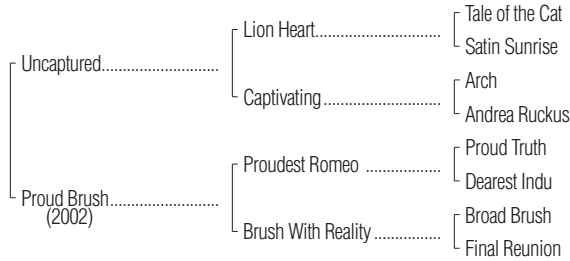 Tale of the Cat
Lion Heart..................................
Satin Sunrise
Uncaptured...............................
Arch
Captivating................................
Andrea Ruckus
Proud Truth
Proudest Romeo ....................
Dearest Indu
Proud Brush.............................
(2002)
Broad Brush
Brush With Reality..................
Final Reunion